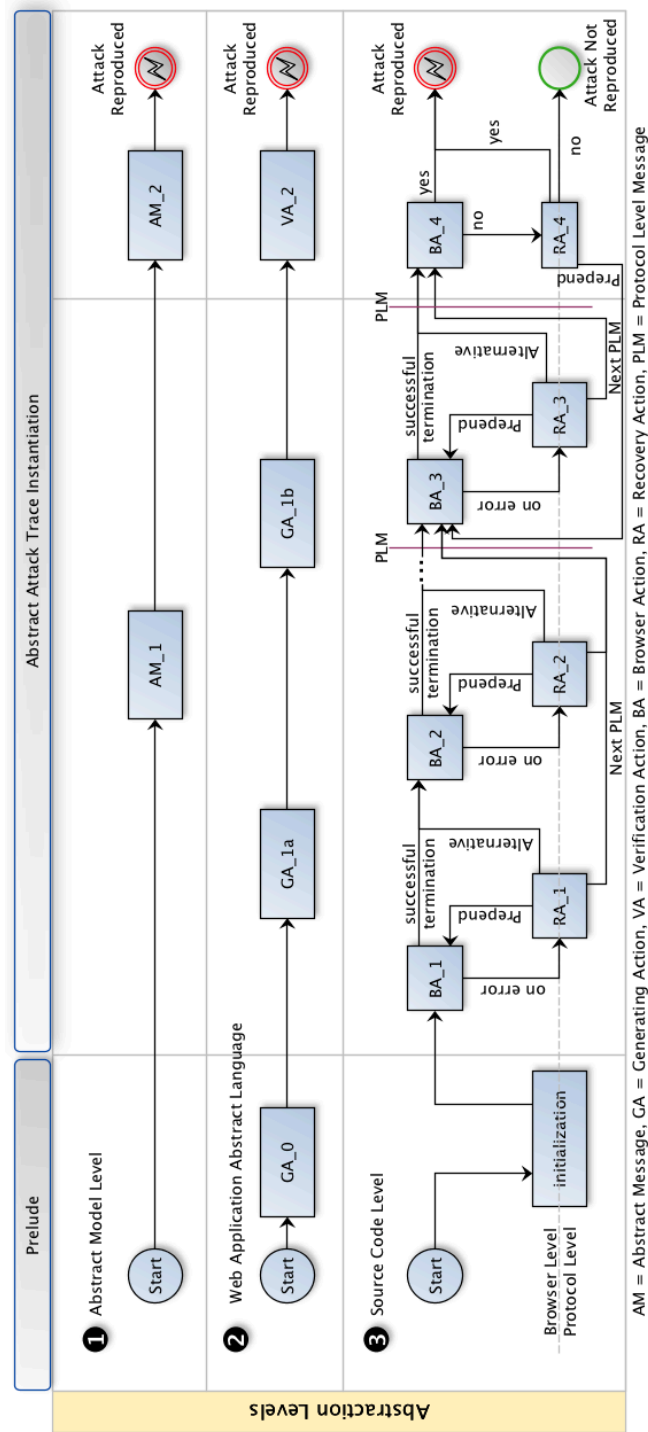 Prelude
Abstract Attack Trace Instantiation
Abstraction Levels
1 Abstract Model Level
Start
AM_1
AM_2
Attack
Reproduced
2 Web Application Abstract Language
Start
GA_0
GA_1a
GA_1b
VA_2
Attack
Reproduced
3 Source Code Level
Start
initialization
Browser Level
Protocol Level
BA_1
successful
termination
on error
Prepend
Alternative
RA_1
BA_2
successful
termination
on error
Prepend
Alternative
RA_2
Next PLM
PLM
BA_3
successful
termination
on error
Prepend
Alternative
RA_3
Next PLM
PLM
BA_4
yes
no
RA_4
Prepend
yes
no
Attack
Reproduced
Attack Not
Reproduced
AM = Abstract Message, GA = Generating Action, VA = Verification Action, BA = Browser Action, RA = Recovery Action, PLM = Protocol Level Message